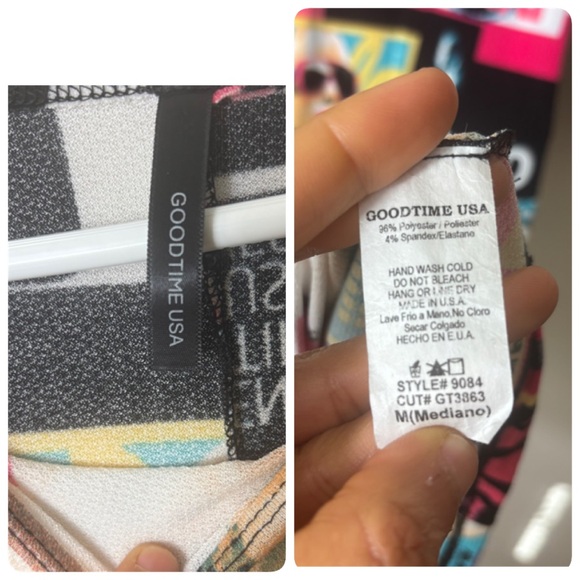 GOODTIME USA
GOODTIME USA
96% Polyester / Poliester
4% Spandex/Elastane
HAND WASH COLD
DO NOT BLEACH
HANG OR LINE DRY
MADE IN U.S.A.
Lave Frio a Mano,No Cloro
Secar Colgado
HECHO EN E.U.A.
STYLE# 9084
CUT# GT3863
M(Mediano)